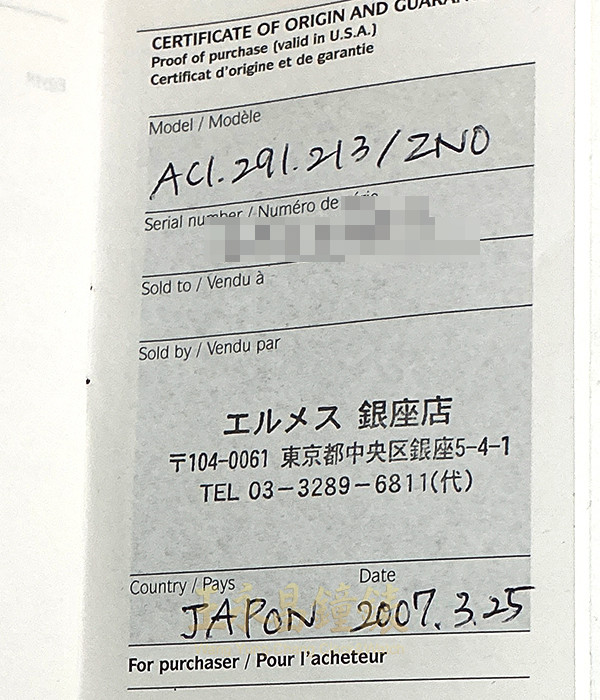 CERTIFICATE OF ORIGIN AND
Proof of purchase (valid in U.S.A.)
Certificat d'origine et de garantie
Model / Modèle
AC1.291.213/ZNO
Serial number / Numéro de
Sold to / Vendu à
Sold by / Vendu par
エルメス 銀座店
〒104-0061 東京都中央区銀座5-4-1
TEL 03-3289-6811(代)
Country / Pays Date
JAPON 2007.3.25
For purchaser / Pour l'acheteur